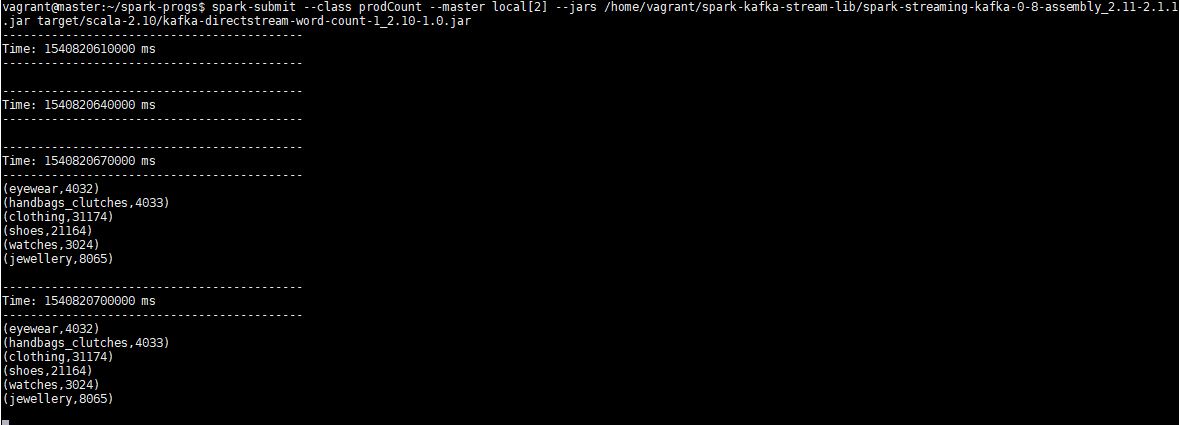 vagrant@master:~/spark-progs$ spark-submit --class prodCount --master local[2] --jars /home/vagrant/spark-kafka-stream-lib/spark-streaming-kafka-0-8-assembly_2.11-2.1.1
.jar target/scala-2.10/kafka-directstream-word-count-1_2.10-1.0.jar
-------------------------------------------
Time: 1540820610000 ms
-------------------------------------------
-------------------------------------------
Time: 1540820640000 ms
-------------------------------------------
-------------------------------------------
Time: 1540820670000 ms
-------------------------------------------
(eyewear,4032)
(handbags_clutches,4033)
(clothing,31174)
(shoes,21164)
(watches,3024)
(jewellery,8065)
-------------------------------------------
Time: 1540820700000 ms
-------------------------------------------
(eyewear,4032)
(handbags_clutches,4033)
(clothing,31174)
(shoes,21164)
(watches,3024)
(jewellery,8065)